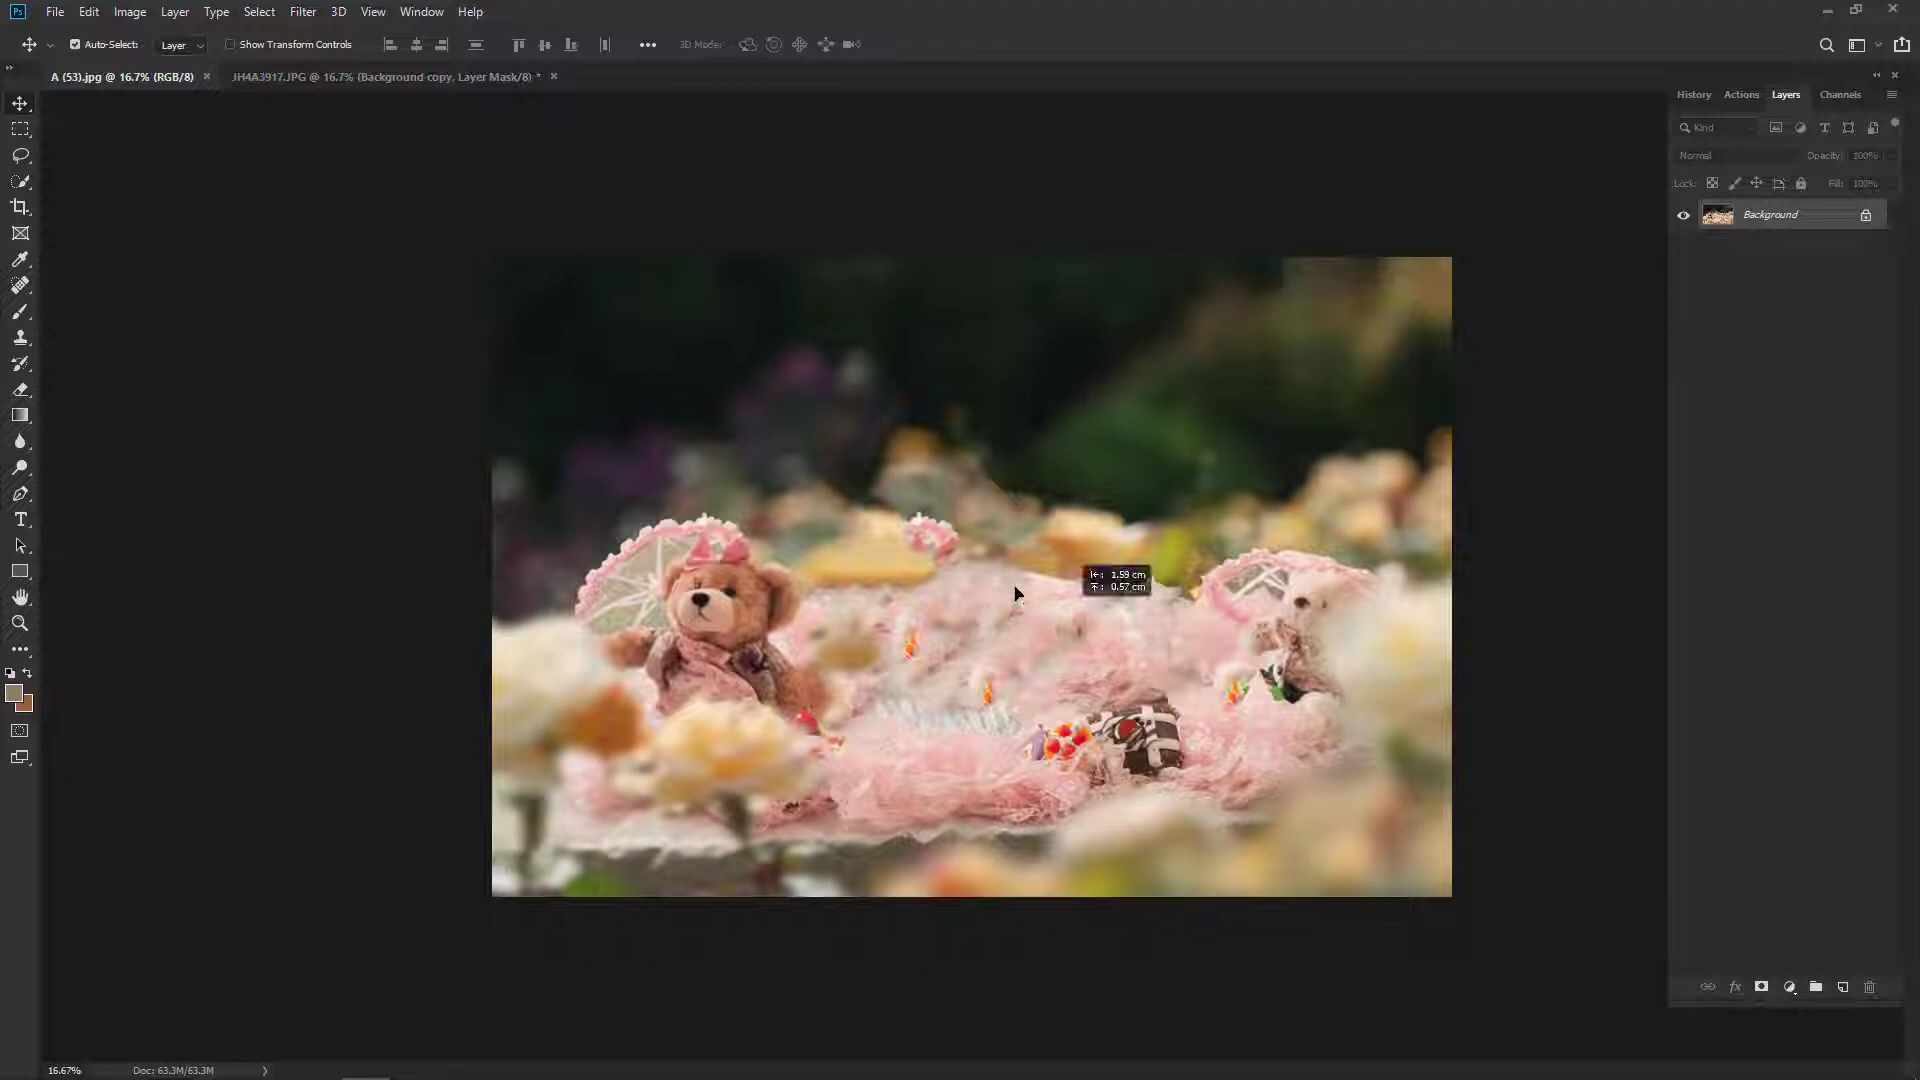 Ps File Edit Image Layer Type Select Filter 3D View Window Help
Auto-Select: Layer Show Transform Controls 3D Mode:
A (53).jpg @ 16.7% (RGB/8) × JH4A3917.JPG @ 16.7% (Background copy, Layer Mask/8) * ×
History Actions Layers Channels
Kind
Normal Opacity: 100%
Lock: Fill: 100%
Background
1.59 cm
0.57 cm
fx
16.67% Doc: 63.3M/63.3M